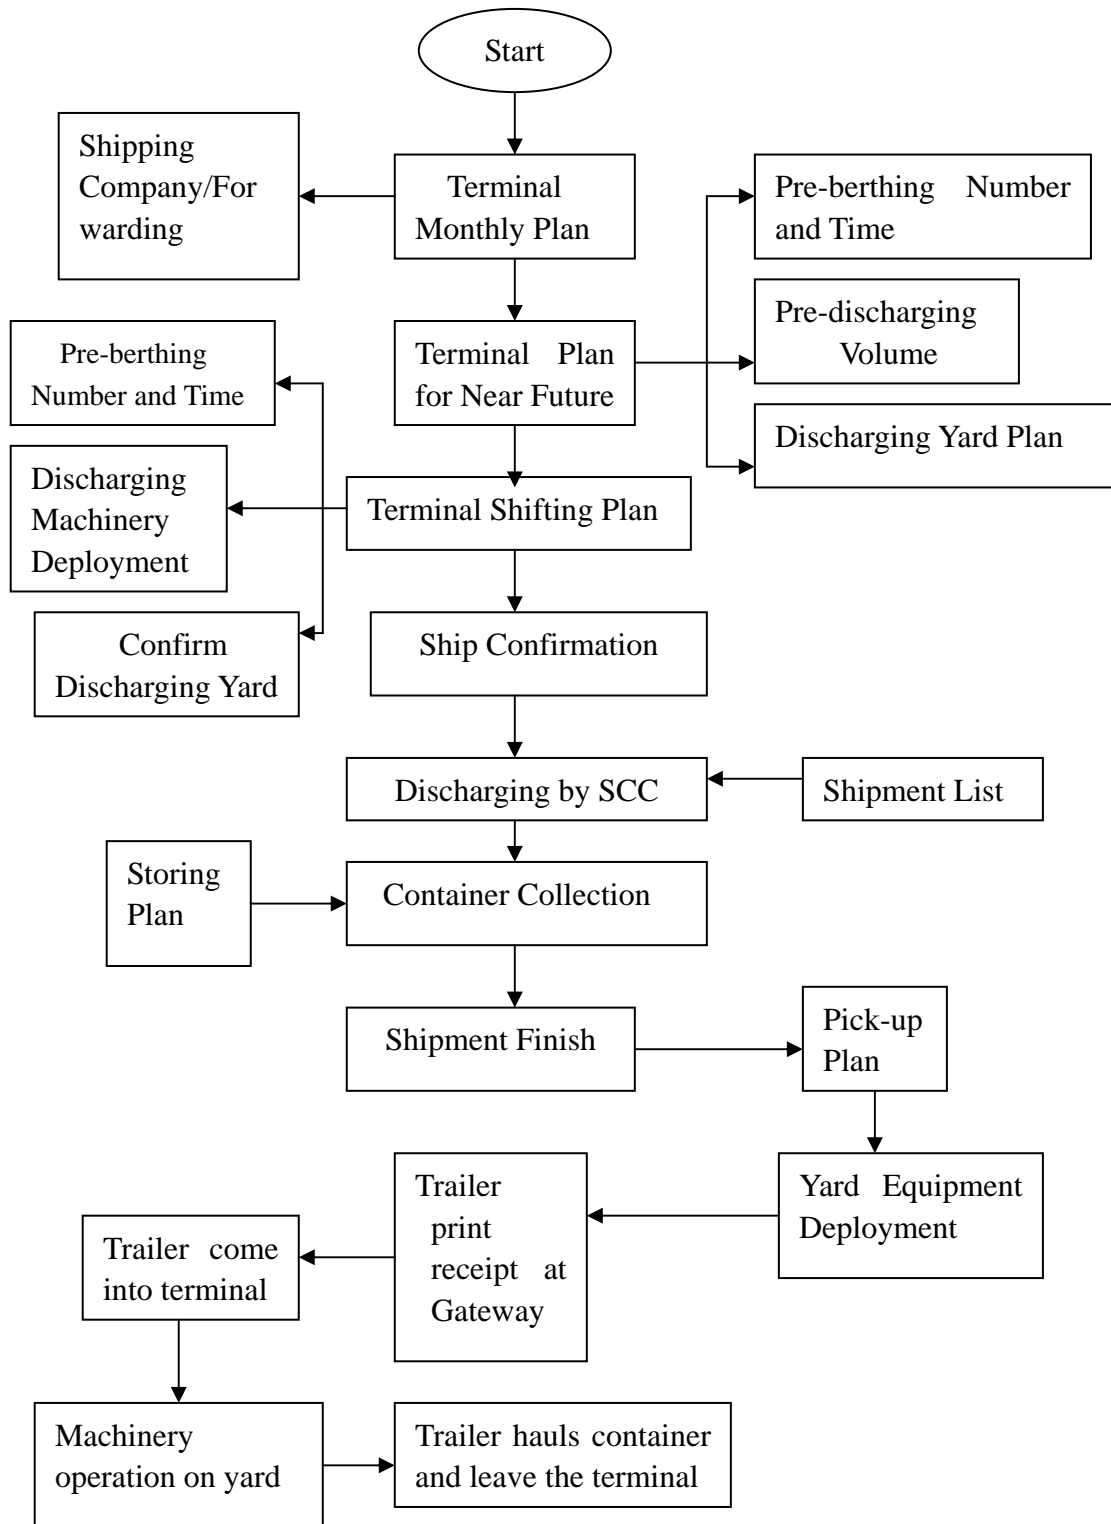 Start
Shipping
Company/For
warding
Terminal
Monthly Plan
Pre-berthing Number
and Time
Pre-discharging
Volume
Pre-berthing
Number and Time
Terminal Plan
for Near Future
Discharging Yard Plan
Discharging
Machinery
Deployment
Terminal Shifting Plan
Confirm
Discharging Yard
Ship Confirmation
Discharging by SCC
Shipment List
Storing
Plan
Container Collection
Shipment Finish
Pick-up
Plan
Yard Equipment
Deployment
Trailer
print
receipt at
Gateway
Trailer come
into terminal
Machinery
operation on yard
Trailer hauls container
and leave the terminal